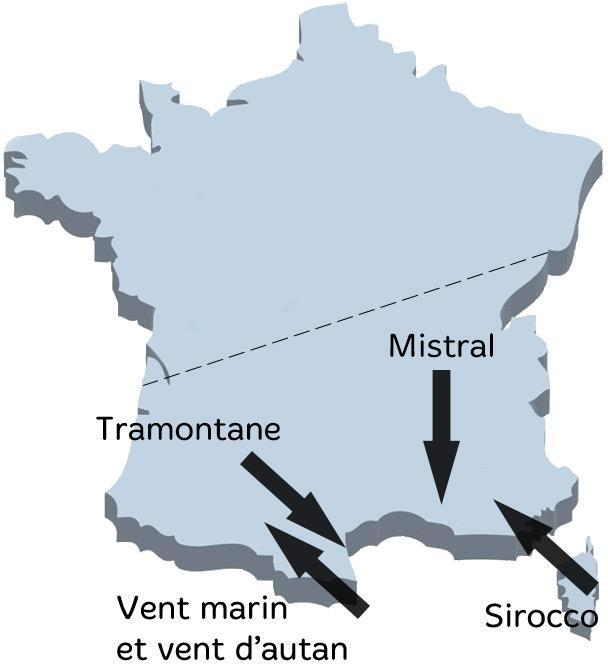 Mistral
Tramontane
Vent marin
et vent d'autan
Sirocco